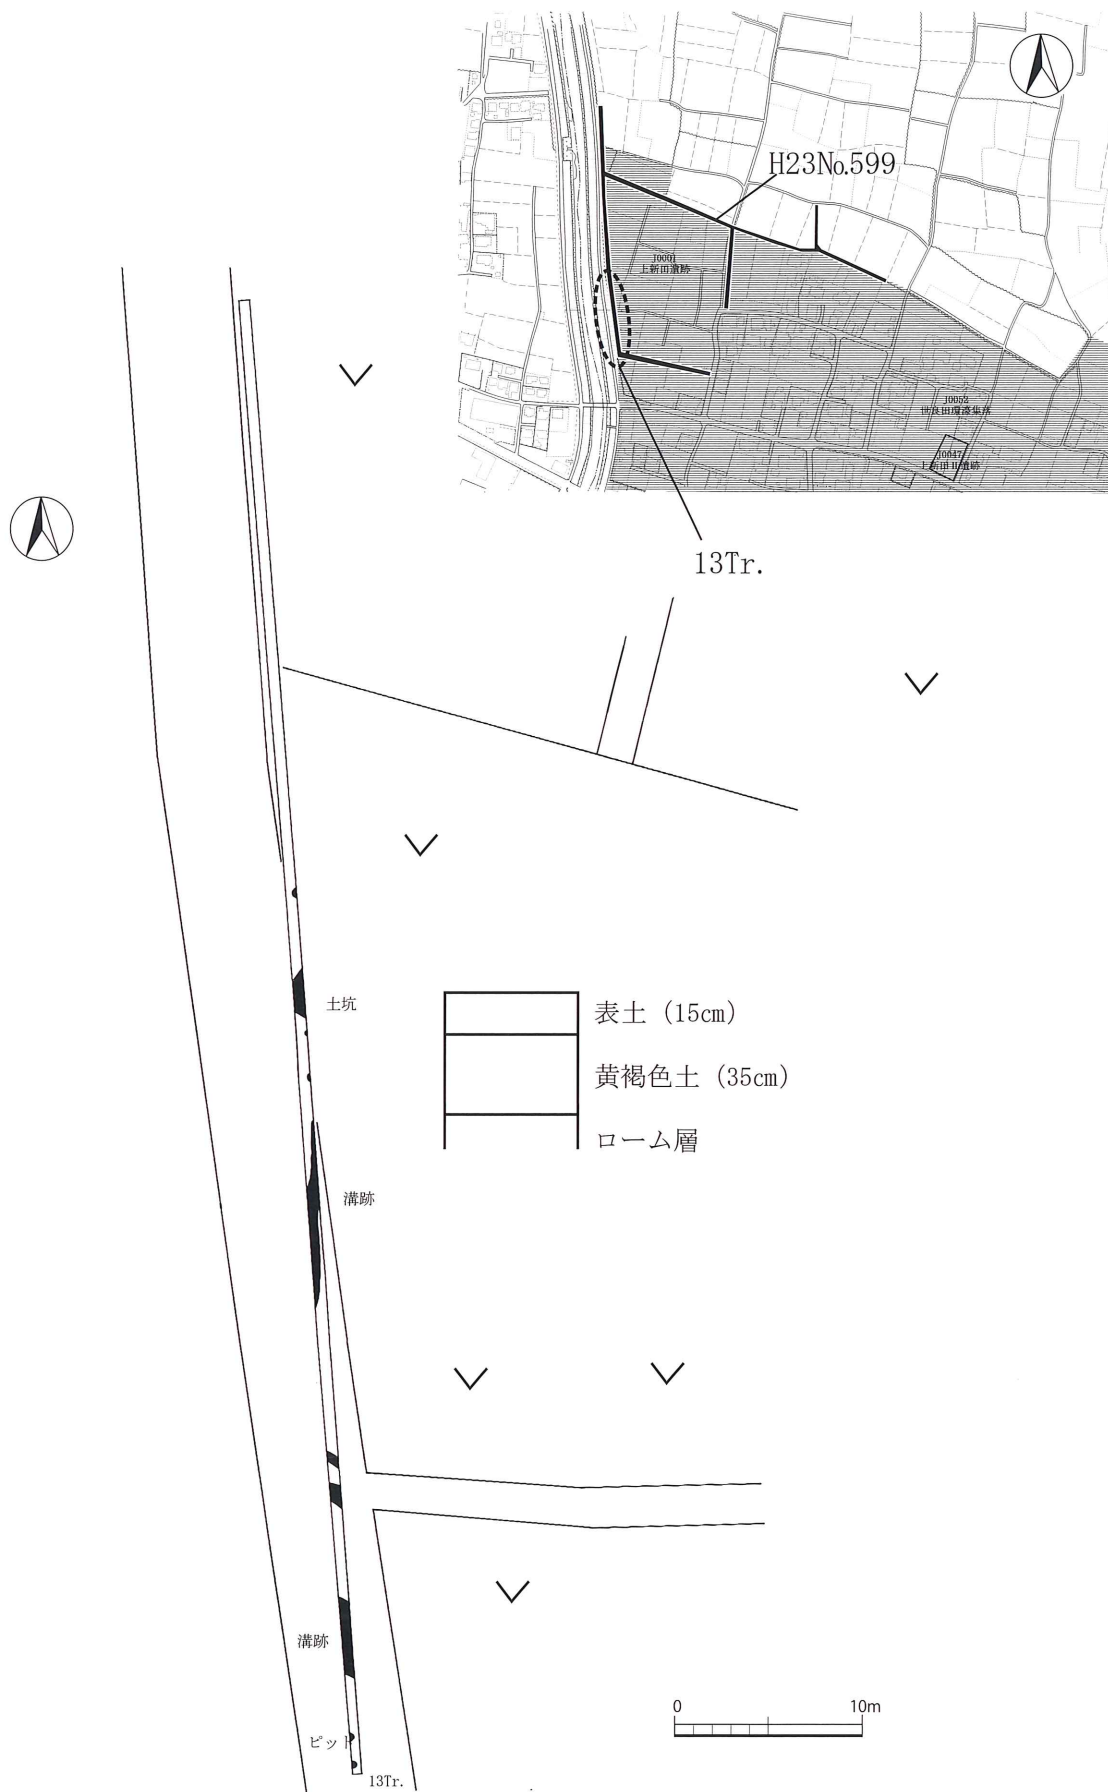 H23No.599
J0001
上新田遺跡
J0052
世良田環濠集落
J0047
上新田Ⅱ遺跡
13Tr.
土坑
表土 (15cm)
黄褐色土 (35cm)
ローム層
溝跡
溝跡
ピット
13Tr.
0 10m